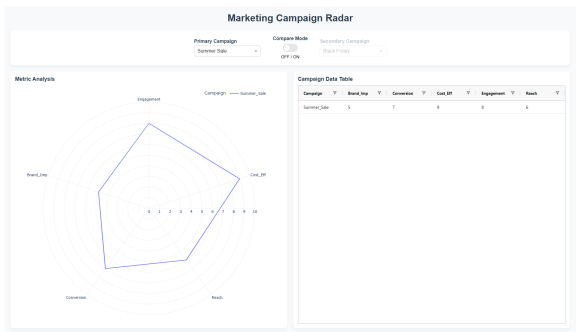 Marketing Campaign Radar
Primary Campaign
Summer Sale
Compare Mode
OFF / ON
Secondary Campaign
Black Friday
Metric Analysis
Campaign
Summer_Sale
Engagement
Brand_Imp
Cost_Eff
0 1 2 3 4 5 6 7 8 9 10
Conversion
Reach
Campaign Data Table
Campaign Brand_Imp Conversion Cost_Eff Engagement Reach
Summer_Sale 5 7 9 8 6